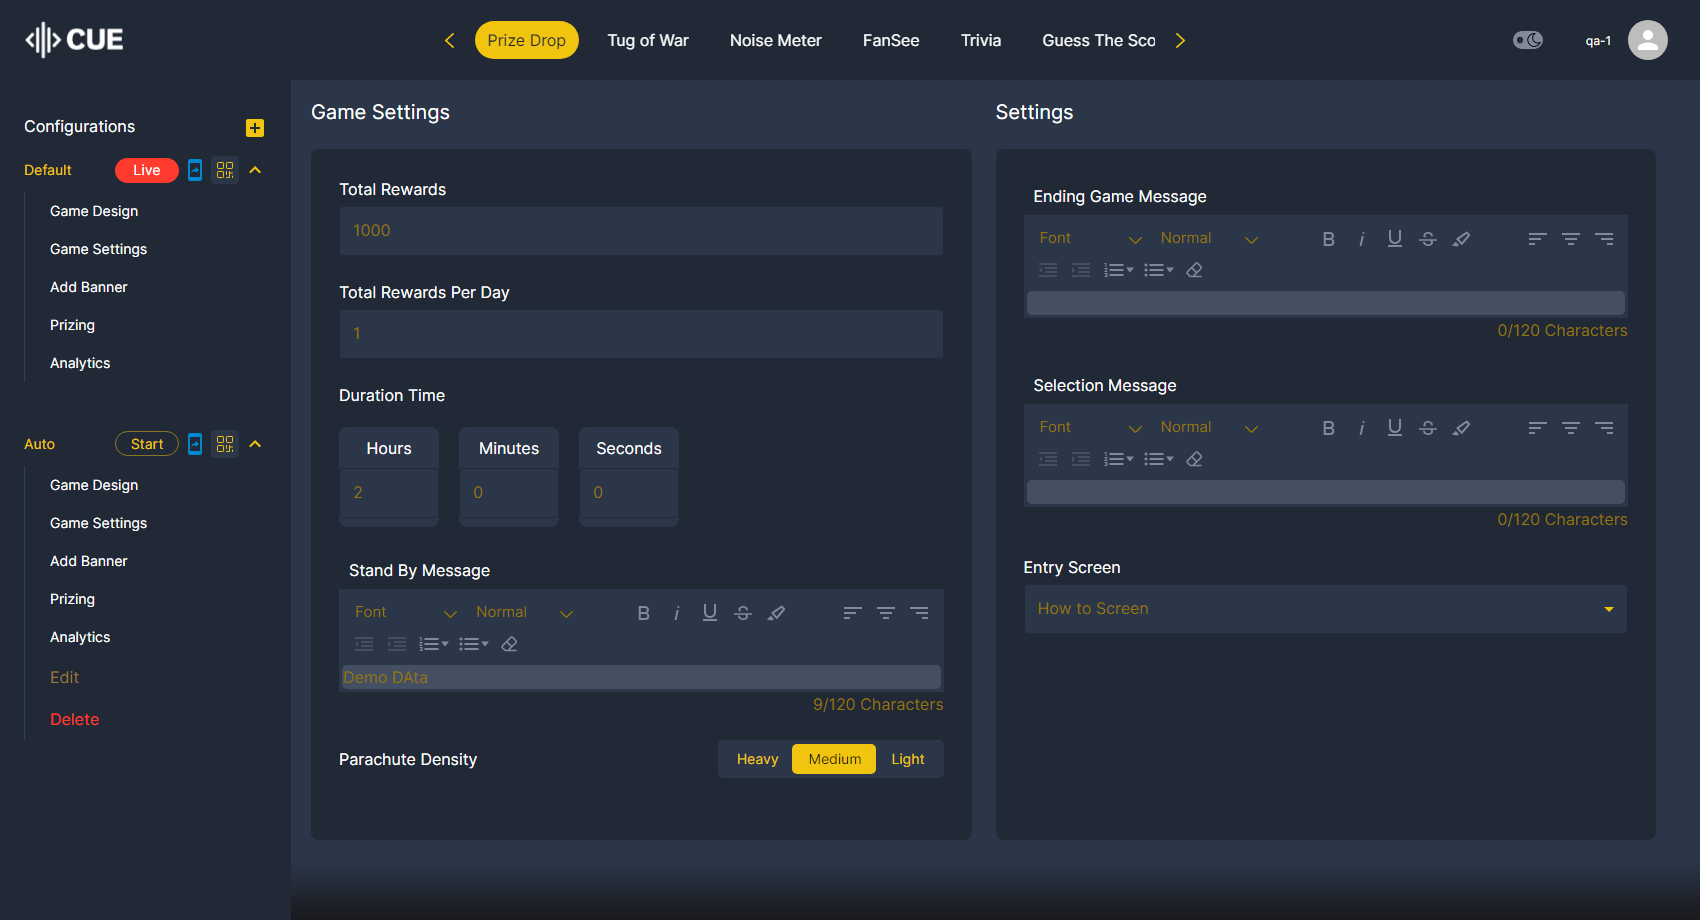 CUE
Prize Drop
Tug of War
Noise Meter
FanSee
Trivia
Guess The Sco
qa-1
Configurations
Default
Live
Game Design
Game Settings
Add Banner
Prizing
Analytics
Auto
Start
Game Design
Game Settings
Add Banner
Prizing
Analytics
Edit
Delete
Game Settings
Total Rewards
1000
Total Rewards Per Day
1
Duration Time
Hours Minutes Seconds
2 0 0
Stand By Message
Font Normal
Demo DAta
9/120 Characters
Parachute Density
Heavy Medium Light
Settings
Ending Game Message
Font Normal
0/120 Characters
Selection Message
Font Normal
0/120 Characters
Entry Screen
How to Screen